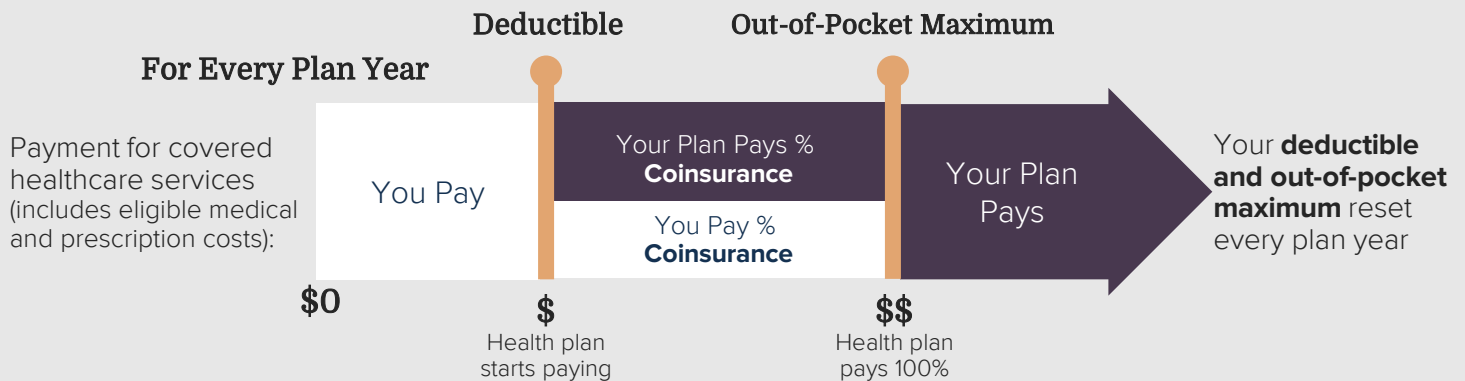 Deductible
Out-of-Pocket Maximum
For Every Plan Year
Payment for covered
healthcare services
(includes eligible medical
and prescription costs):
You Pay
Your Plan Pays %
Coinsurance
You Pay %
Coinsurance
Your Plan
Pays
Your deductible
and out-of-pocket
maximum reset
every plan year
$0
$
Health plan
starts paying
$$
Health plan
pays 100%